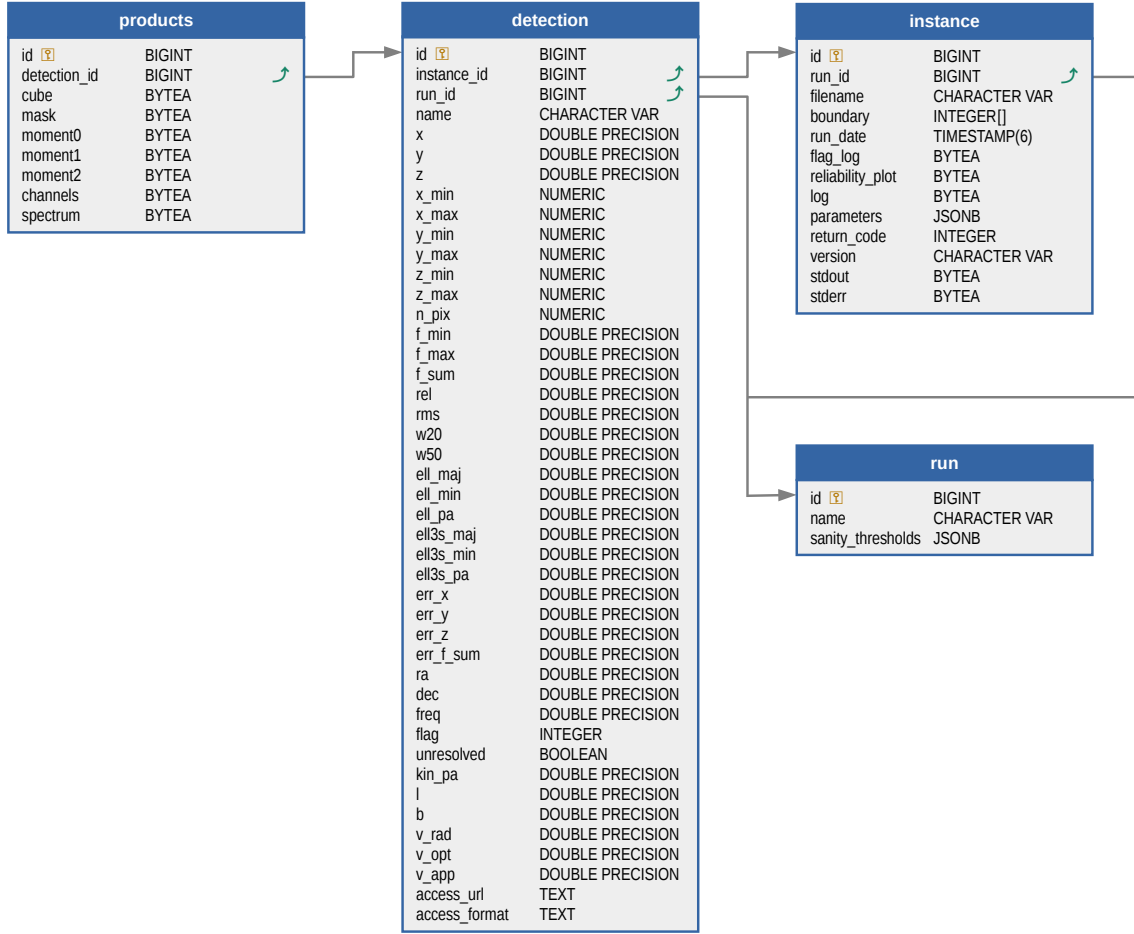 products
id BIGINT
detection_id BIGINT
cube BYTEA
mask BYTEA
moment0 BYTEA
moment1 BYTEA
moment2 BYTEA
channels BYTEA
spectrum BYTEA
detection
id BIGINT
instance_id BIGINT
run_id BIGINT
name CHARACTER VAR
x DOUBLE PRECISION
y DOUBLE PRECISION
z DOUBLE PRECISION
x_min NUMERIC
x_max NUMERIC
y_min NUMERIC
y_max NUMERIC
z_min NUMERIC
z_max NUMERIC
n_pix NUMERIC
f_min DOUBLE PRECISION
f_max DOUBLE PRECISION
f_sum DOUBLE PRECISION
rel DOUBLE PRECISION
rms DOUBLE PRECISION
w20 DOUBLE PRECISION
w50 DOUBLE PRECISION
ell_maj DOUBLE PRECISION
ell_min DOUBLE PRECISION
ell_pa DOUBLE PRECISION
ell3s_maj DOUBLE PRECISION
ell3s_min DOUBLE PRECISION
ell3s_pa DOUBLE PRECISION
err_x DOUBLE PRECISION
err_y DOUBLE PRECISION
err_z DOUBLE PRECISION
err_f_sum DOUBLE PRECISION
ra DOUBLE PRECISION
dec DOUBLE PRECISION
freq DOUBLE PRECISION
flag INTEGER
unresolved BOOLEAN
kin_pa DOUBLE PRECISION
l DOUBLE PRECISION
b DOUBLE PRECISION
v_rad DOUBLE PRECISION
v_opt DOUBLE PRECISION
v_app DOUBLE PRECISION
access_url TEXT
access_format TEXT
instance
id BIGINT
run_id BIGINT
filename CHARACTER VAR
boundary INTEGER[]
run_date TIMESTAMP(6)
flag_log BYTEA
reliability_plot BYTEA
log BYTEA
parameters JSONB
return_code INTEGER
version CHARACTER VAR
stdout BYTEA
stderr BYTEA
run
id BIGINT
name CHARACTER VAR
sanity_thresholds JSONB